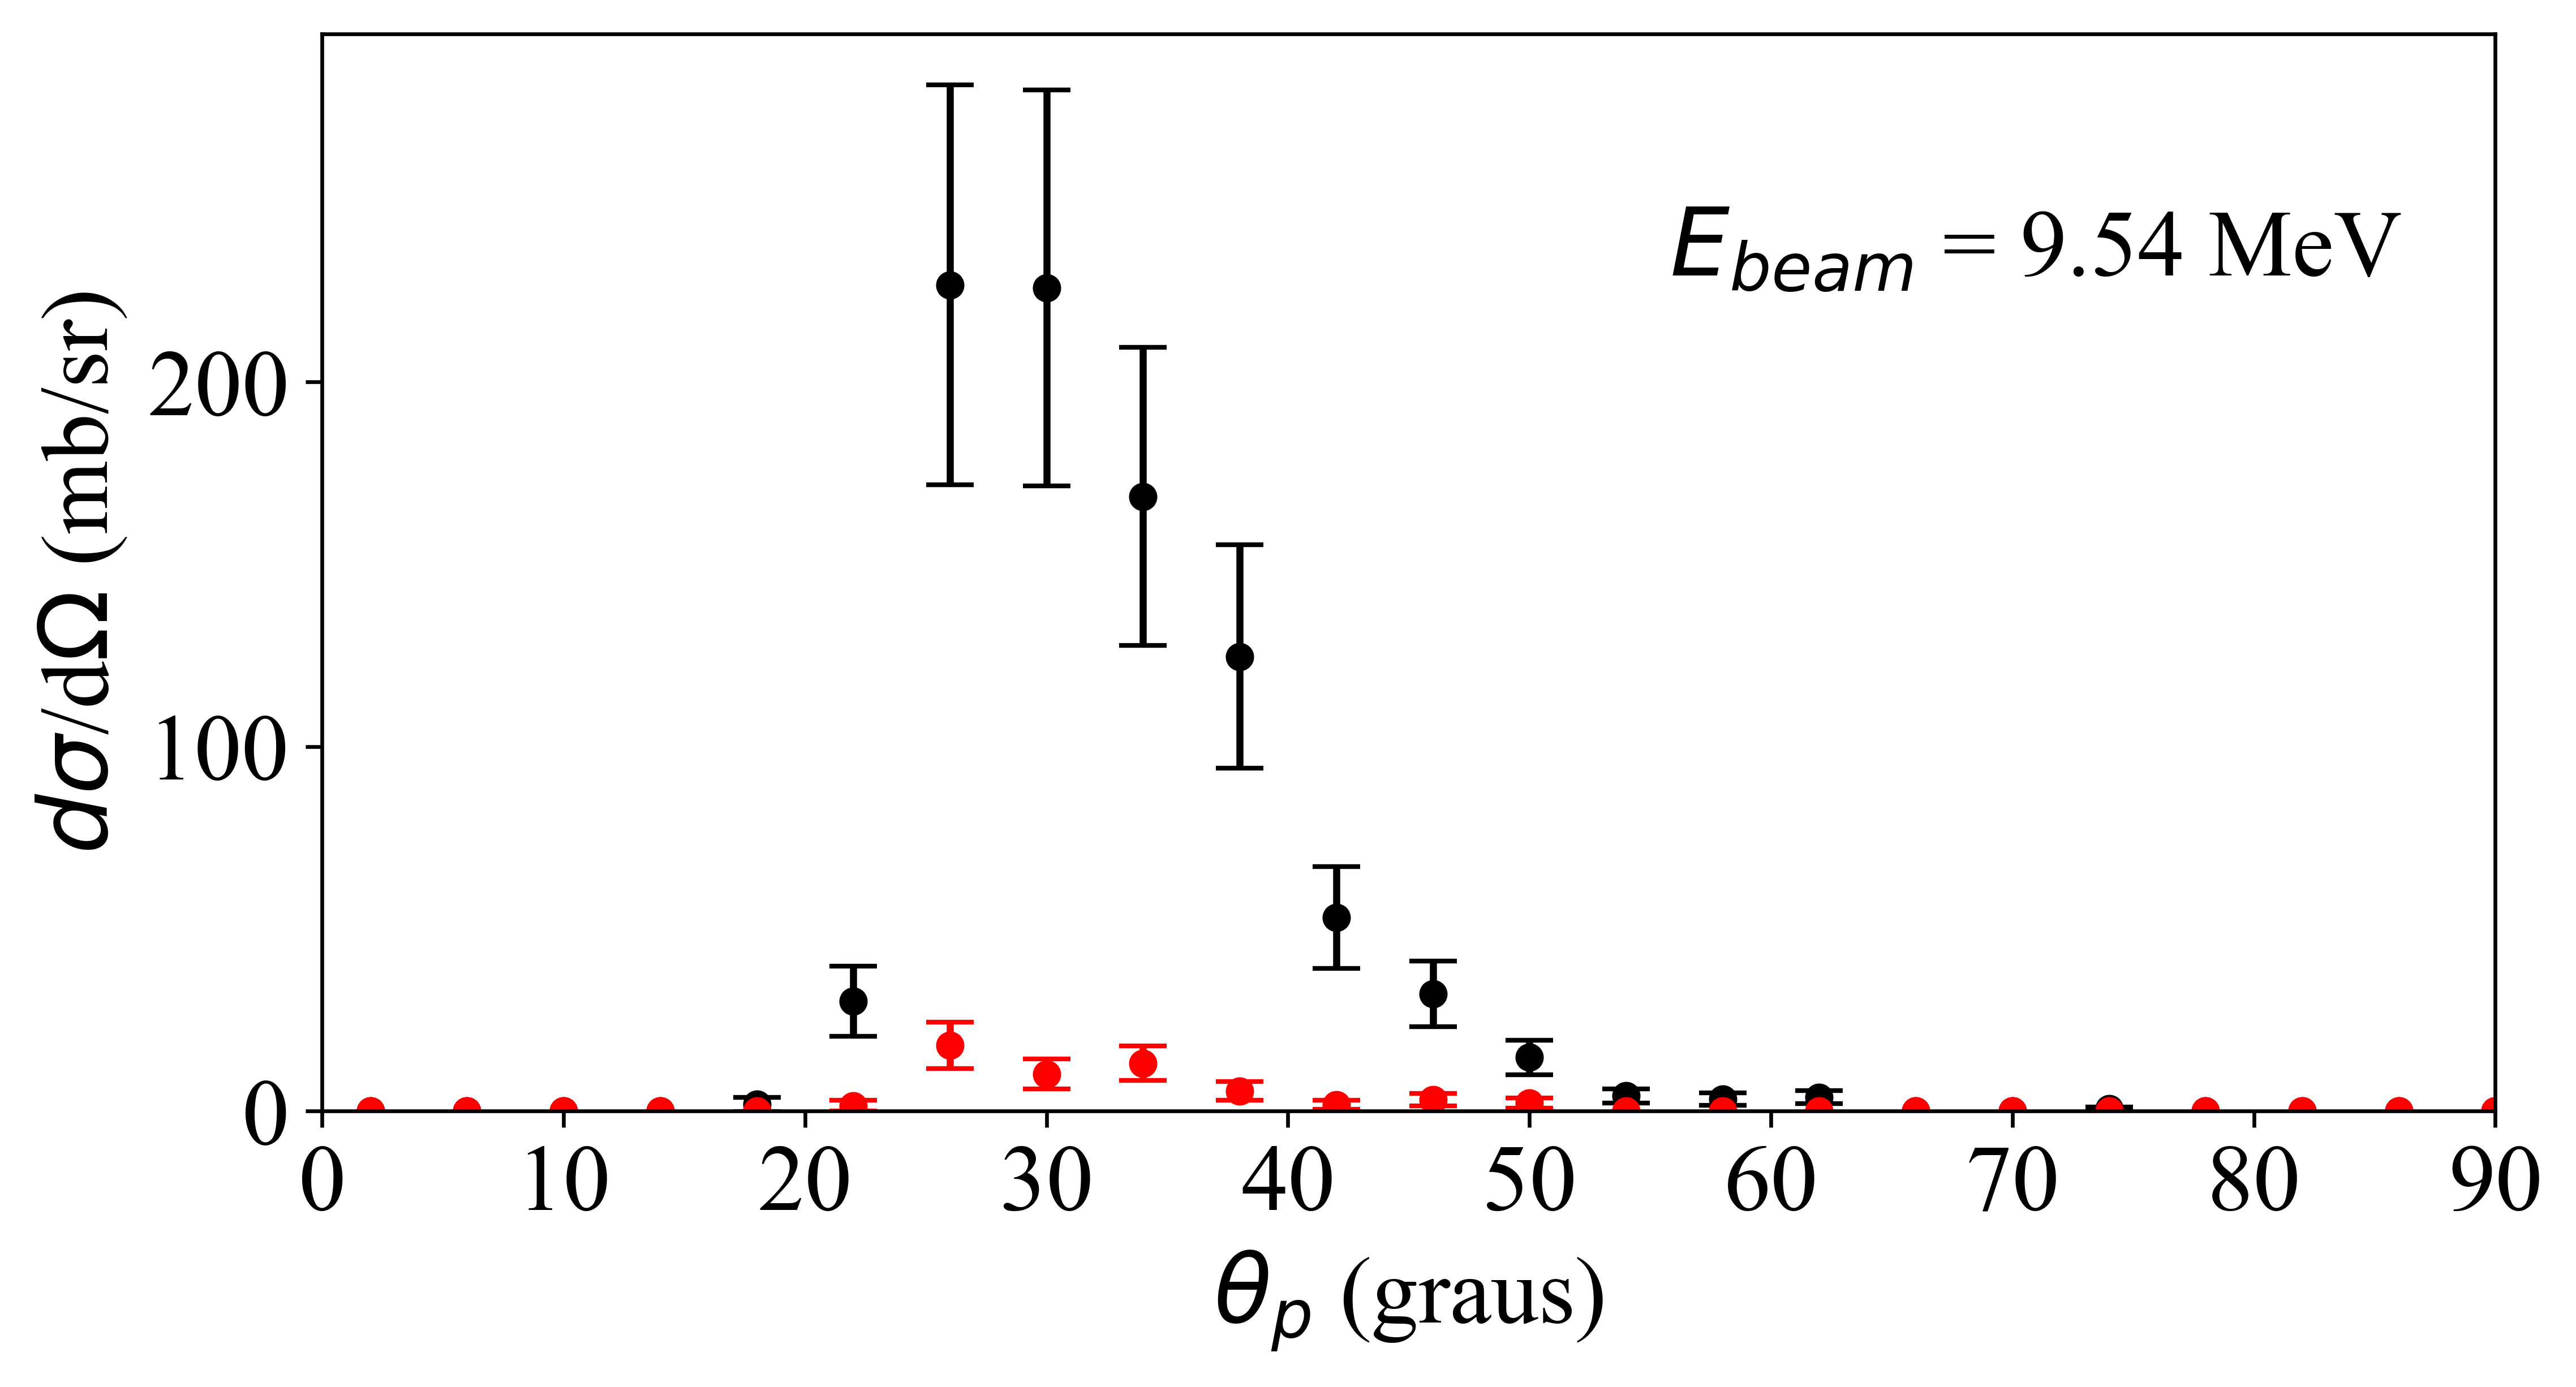 E_beam = 9.54 MeV
dσ/dΩ (mb/sr)
200
100
0
0 10 20 30 40 50 60 70 80 90
θ_p (graus)